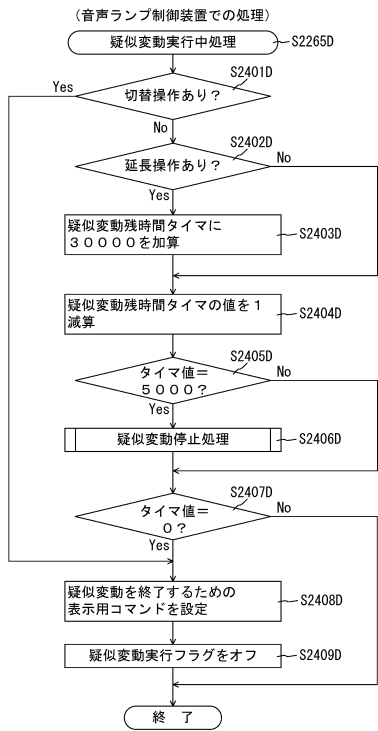 （音声ランプ制御装置での処理）
疑似変動実行中処理
S2265D
S2401D
Yes
切替操作あり？
No
S2402D
延長操作あり？
No
Yes
疑似変動残時間タイマに
３００００を加算
S2403D
疑似変動残時間タイマの値を１
減算
S2404D
S2405D
タイマ値＝
５０００？
No
Yes
疑似変動停止処理
S2406D
S2407D
タイマ値＝
０？
No
Yes
疑似変動を終了するための
表示用コマンドを設定
S2408D
疑似変動実行フラグをオフ
S2409D
終　了